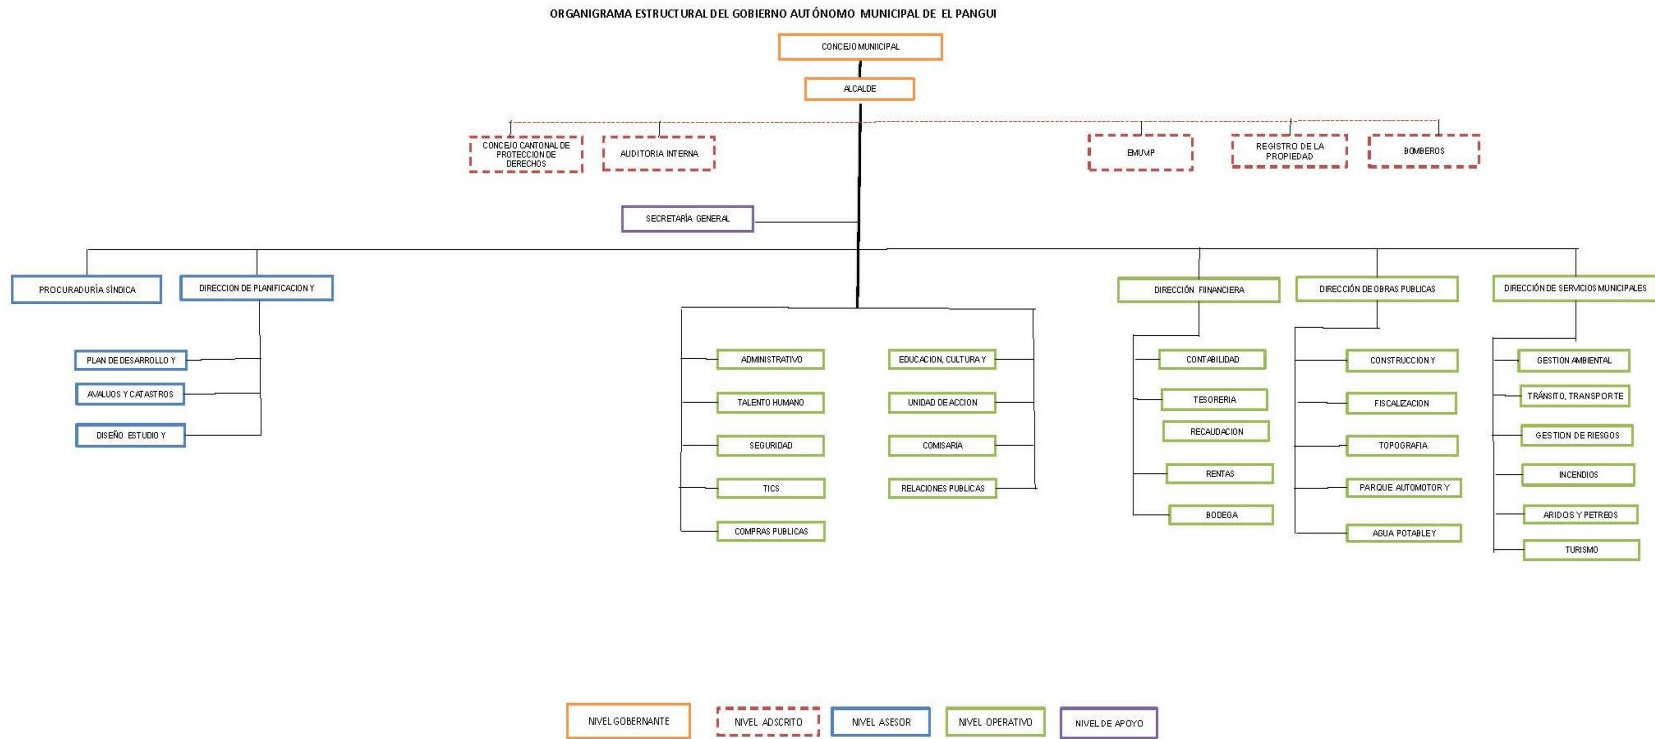 ORGANIGRAMA ESTRUCTURAL DEL GOBIERNO AUTÓNOMO MUNICIPAL DE EL PANGUI
CONCEJO MUNIICIPAL
ALCALDE
CONCEJO CANTONAL DE
PROTECCION DE
DERECHOS
AUDITORIA INTERNA
EMUVIP
REGISTRO DE LA
PROPIEDAD
BOMBEROS
SECRETARÍA GENERAL
PROCURADURÍA SÍNDICA
DIRECCION DE PLANIFICACION Y
DIRECCIÓN FIINANCIERA
DIRECCIÓN DE OBRAS PUBLICAS
DIRECCIÓN DE SERVICIOS MUNICIPALES
PLAN DE DESARROLLO Y
AVALUOS Y CATASTROS
DISEÑO ESTUDIO Y
ADMINISTRATIVO
TALENTO HUMANO
SEGURIDAD
TICS
COMPRAS PUBLICAS
EDUCACION, CULTURA Y
UNIDAD DE ACCION
COMISARIA
RELACIONES PUBLICAS
CONTABILIDAD
TESORERIA
RECAUDACION
RENTAS
BODEGA
CONSTRUCCION Y
FISCALIZACION
TOPOGRAFIA
PARQUE AUTOMOTOR Y
AGUA POTABLE Y
GESTION AMBIENTAL
TRÁNSITO, TRANSPORTE
GESTION DE RIESGOS
INCENDIOS
ARIDOS Y PETREOS
TURISMO
NIVEL GOBERNANTE
NIVEL ADSCRITO
NIVEL ASESOR
NIVEL OPERATIVO
NIVEL DE APOYO